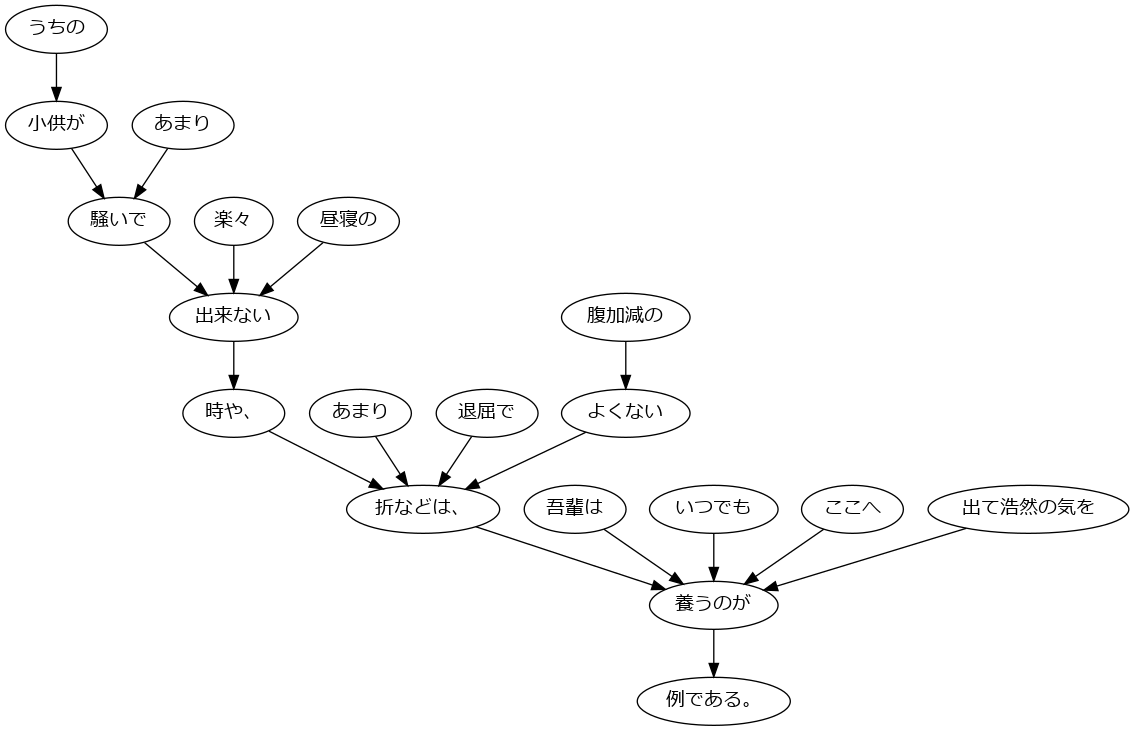 うちの
小供が
あまり
騒いで
楽々
昼寝の
出来ない
腹加減の
時や、
あまり
退屈で
よくない
折などは、
吾輩は
いつでも
ここへ
出て浩然の気を
養うのが
例である。